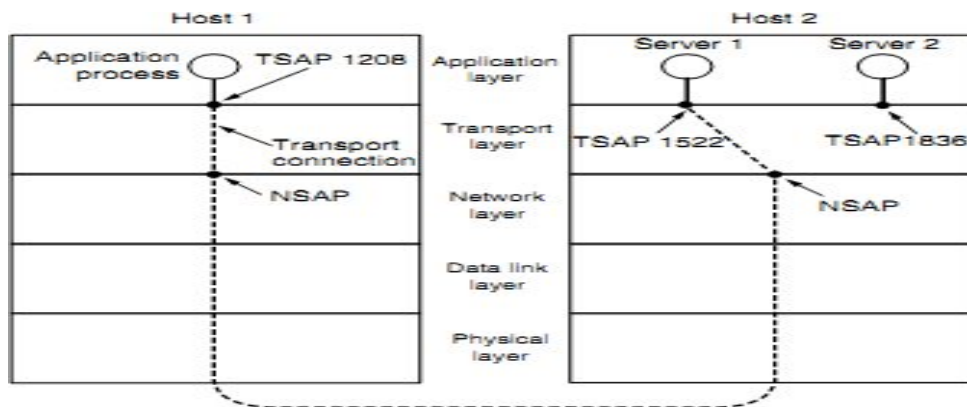 Host 1
Host 2
Application
process
TSAP 1208
Application
layer
Server 1
Server 2
Transport
connection
Transport
layer
TSAP 1522
TSAP1836
NSAP
Network
layer
NSAP
Data link
layer
Physical
layer